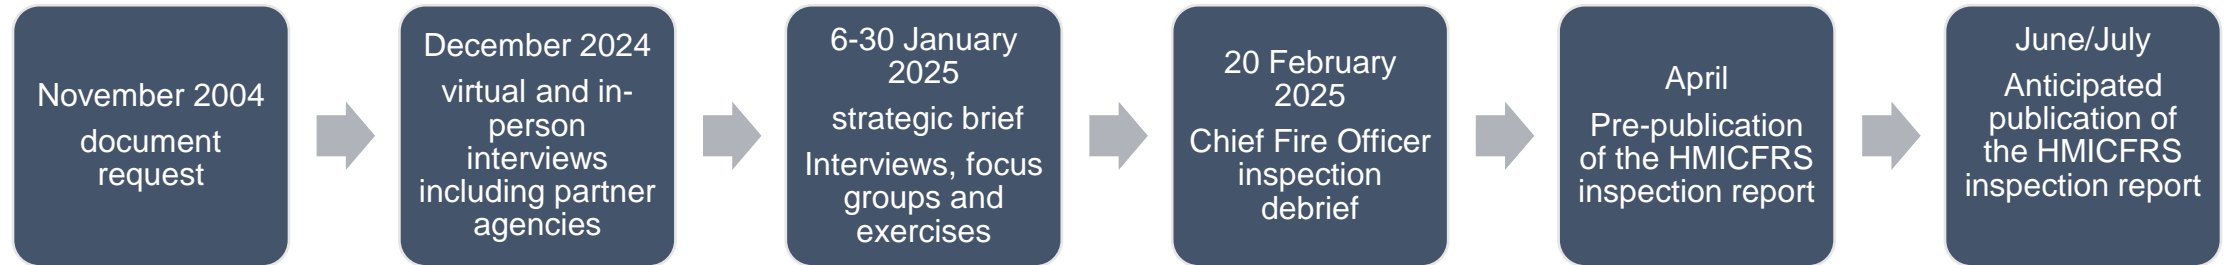 November 2004
document
request
December 2024
virtual and in-
person
interviews
including partner
agencies
6-30 January
2025
strategic brief
Interviews, focus
groups and
exercises
20 February
2025
Chief Fire Officer
inspection
debrief
April
Pre-publication
of the HMICFRS
inspection report
June/July
Anticipated
publication of
the HMICFRS
inspection report